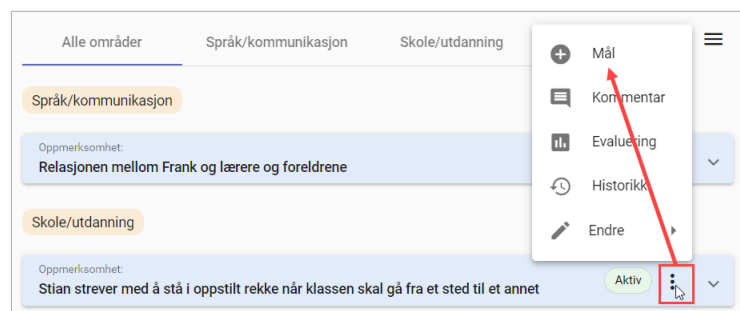 Alle områder
Språk/kommunikasjon
Skole/utdanning
Mål
Kommentar
Evaluering
Historikk
Endre
Språk/kommunikasjon
Oppmerksomhet:
Relasjonen mellom Frank og lærere og foreldrene
Skole/utdanning
Oppmerksomhet:
Stian strever med å stå i oppstilt rekke når klassen skal gå fra et sted til et annet
Aktiv